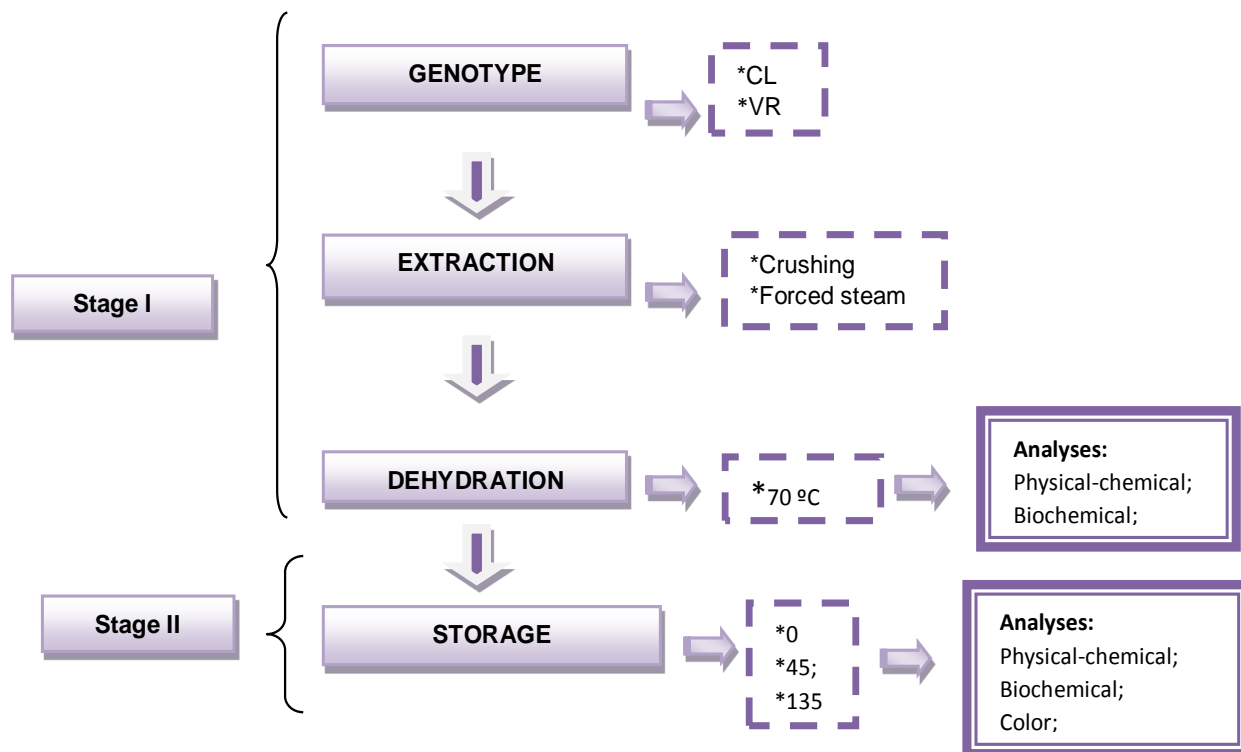 GENOTYPE
*CL
*VR
EXTRACTION
*Crushing
*Forced steam
Stage I
DEHYDRATION
*70 ºC
Analyses:
Physical-chemical;
Biochemical;
Stage II
STORAGE
*0
*45;
*135
Analyses:
Physical-chemical;
Biochemical;
Color;